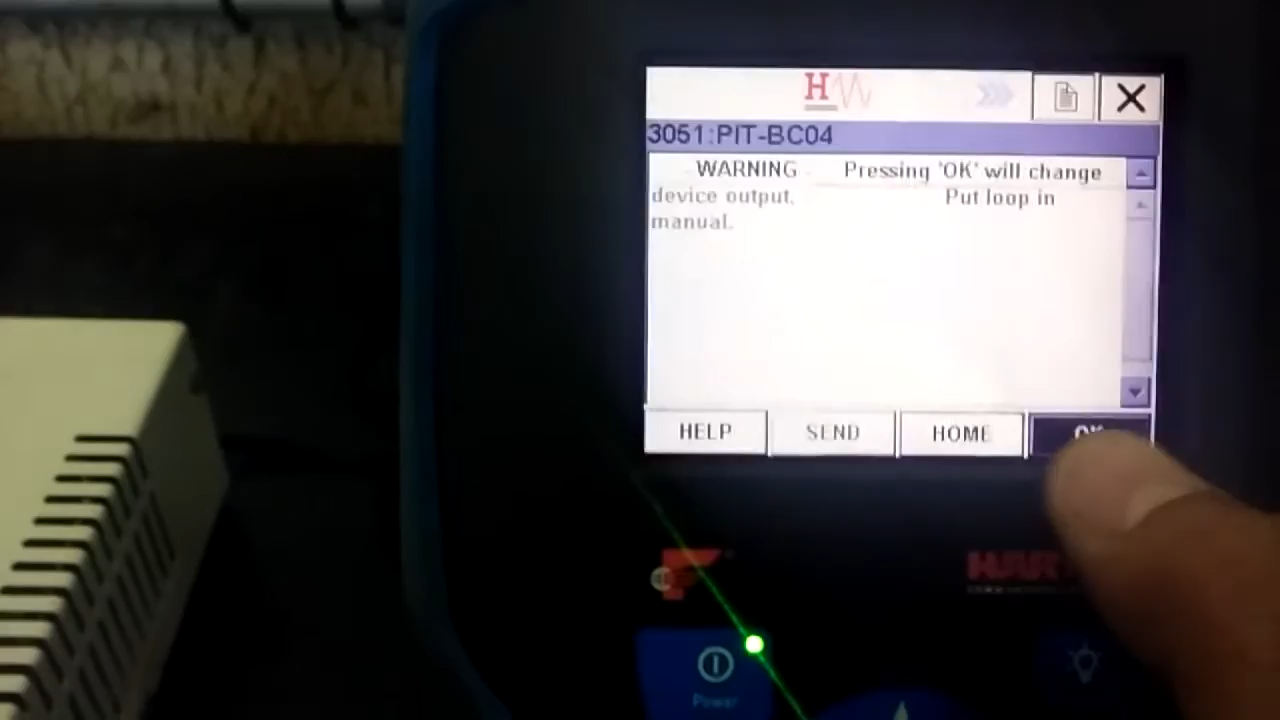 H
3051:PIT-BC04
WARNING Pressing 'OK' will change
device output. Put loop in
manual.
HELP SEND HOME OK
HART
Power